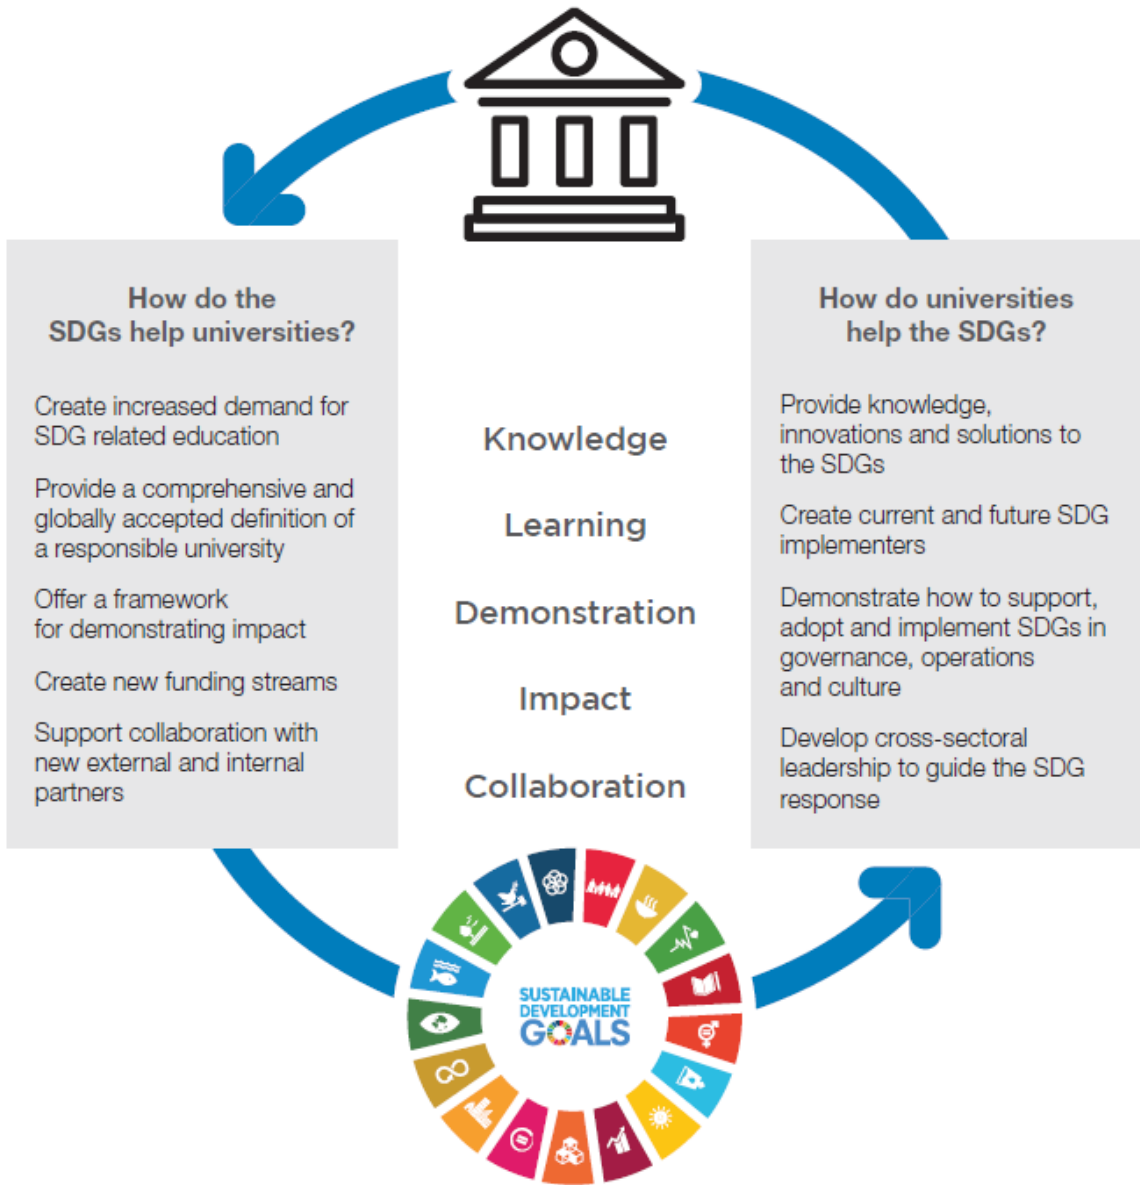 How do the
SDGs help universities?
Create increased demand for
SDG related education
Provide a comprehensive and
globally accepted definition of
a responsible university
Offer a framework
for demonstrating impact
Create new funding streams
Support collaboration with
new external and internal
partners
Knowledge
Learning
Demonstration
Impact
Collaboration
How do universities
help the SDGs?
Provide knowledge,
innovations and solutions to
the SDGs
Create current and future SDG
implementers
Demonstrate how to support,
adopt and implement SDGs in
governance, operations
and culture
Develop cross-sectoral
leadership to guide the SDG
response
SUSTAINABLE
DEVELOPMENT
GOALS